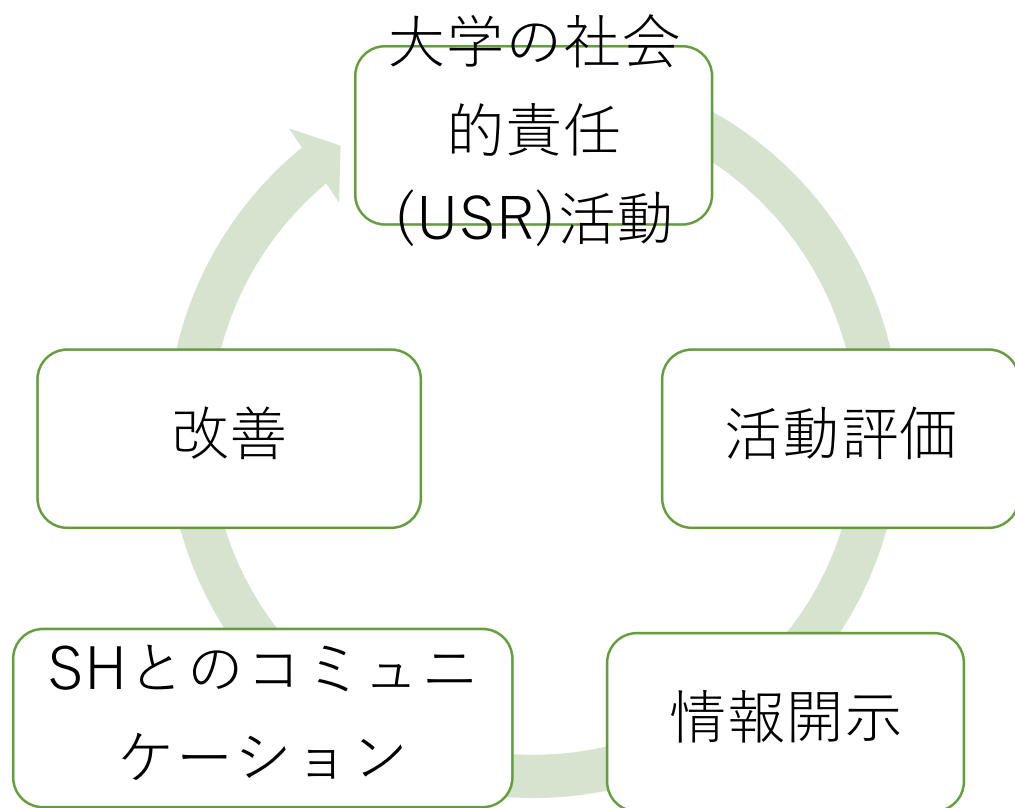 大学の社会
的責任
(USR)活動
改善
活動評価
SHとのコミュニ
ケーション
情報開示